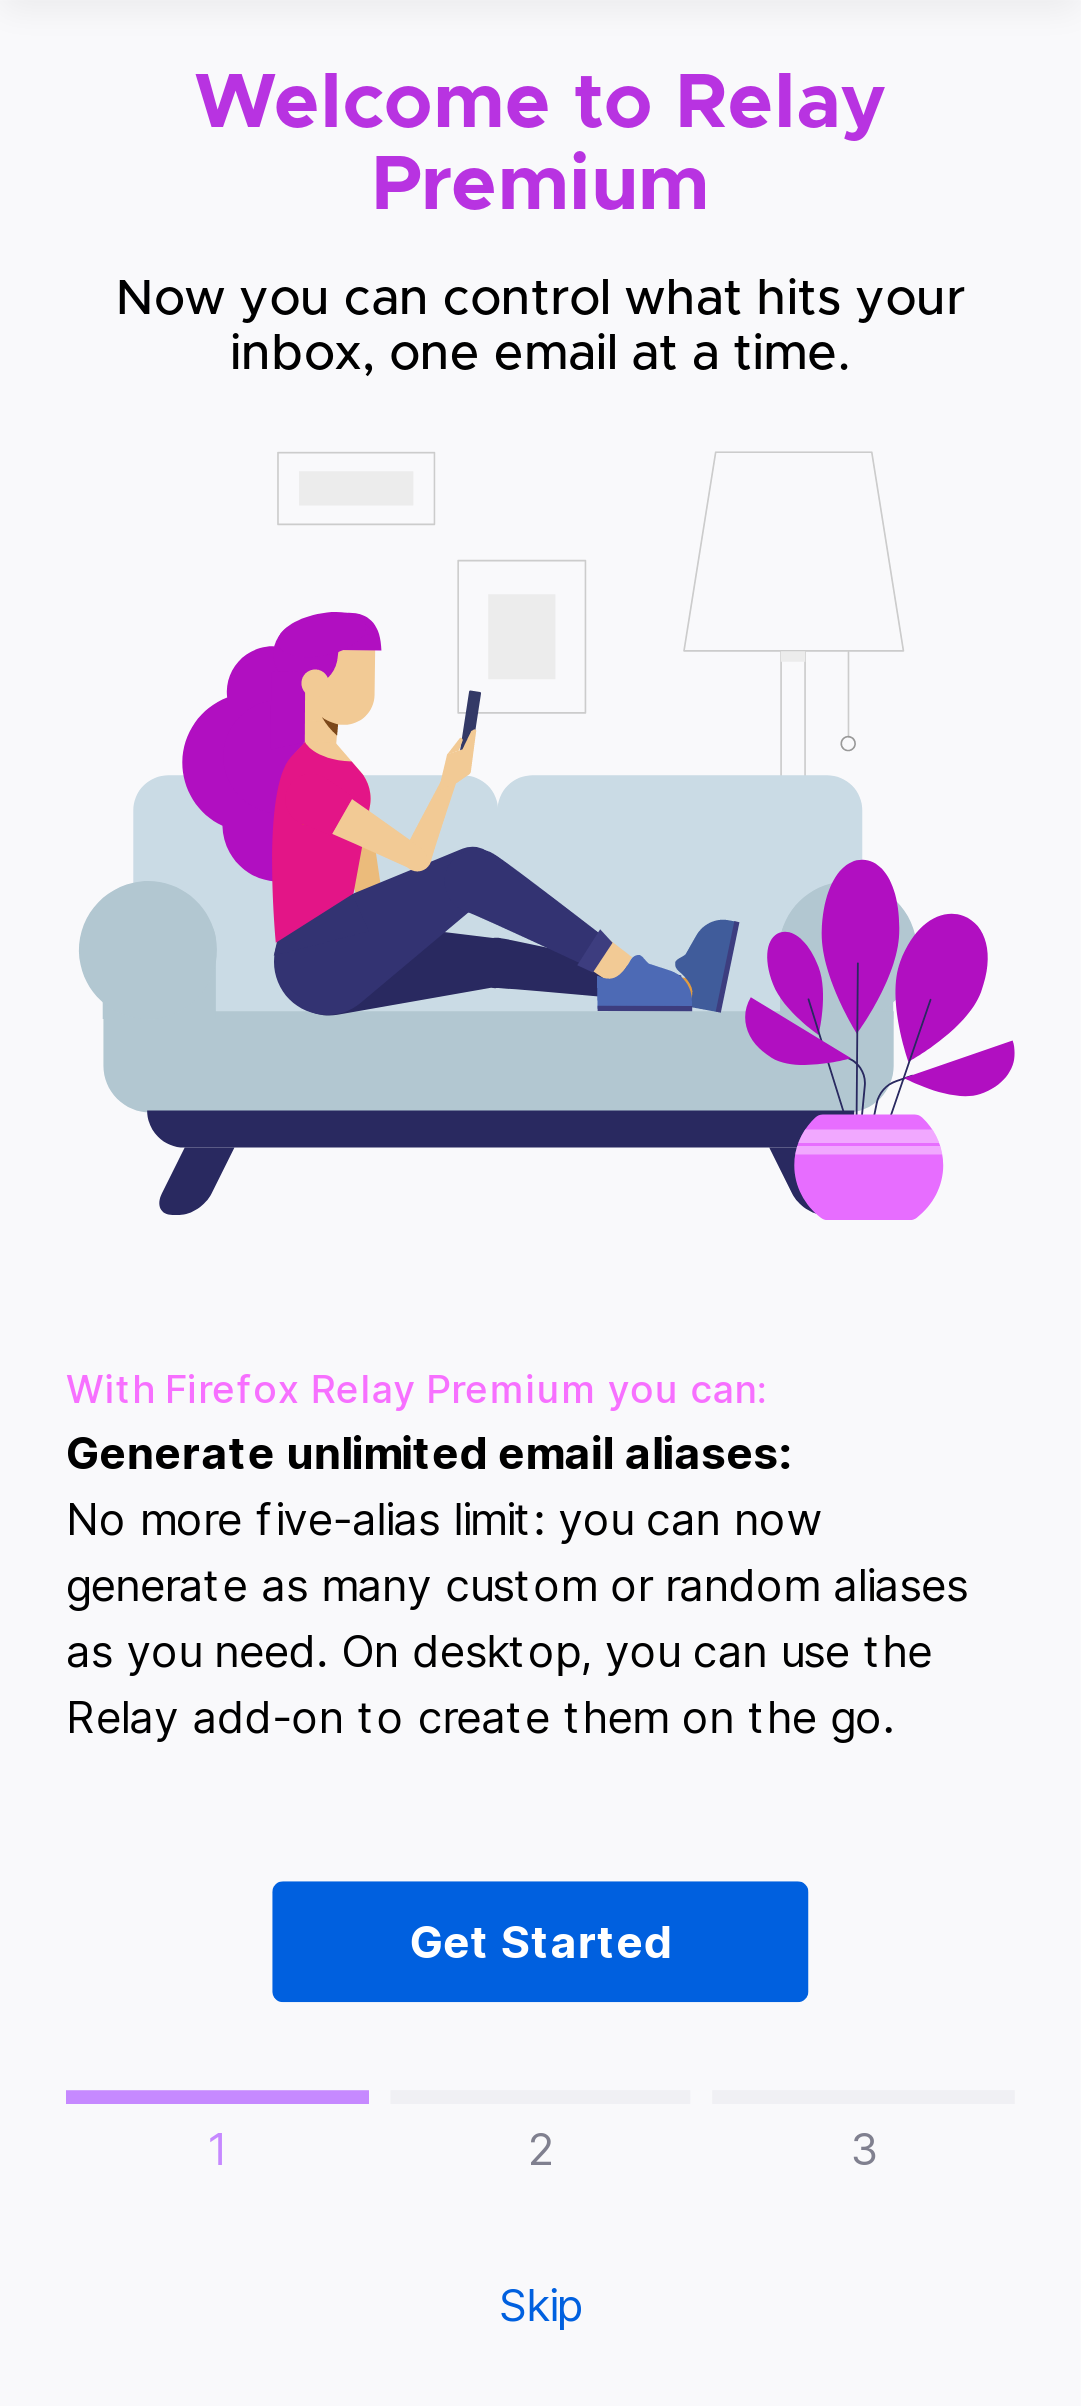 Welcome to Relay
Premium
Now you can control what hits your
inbox, one email at a time.
With Firefox Relay Premium you can:
Generate unlimited email aliases:
No more five-alias limit: you can now
generate as many custom or random aliases
as you need. On desktop, you can use the
Relay add-on to create them on the go.
Get Started
1 2 3
Skip